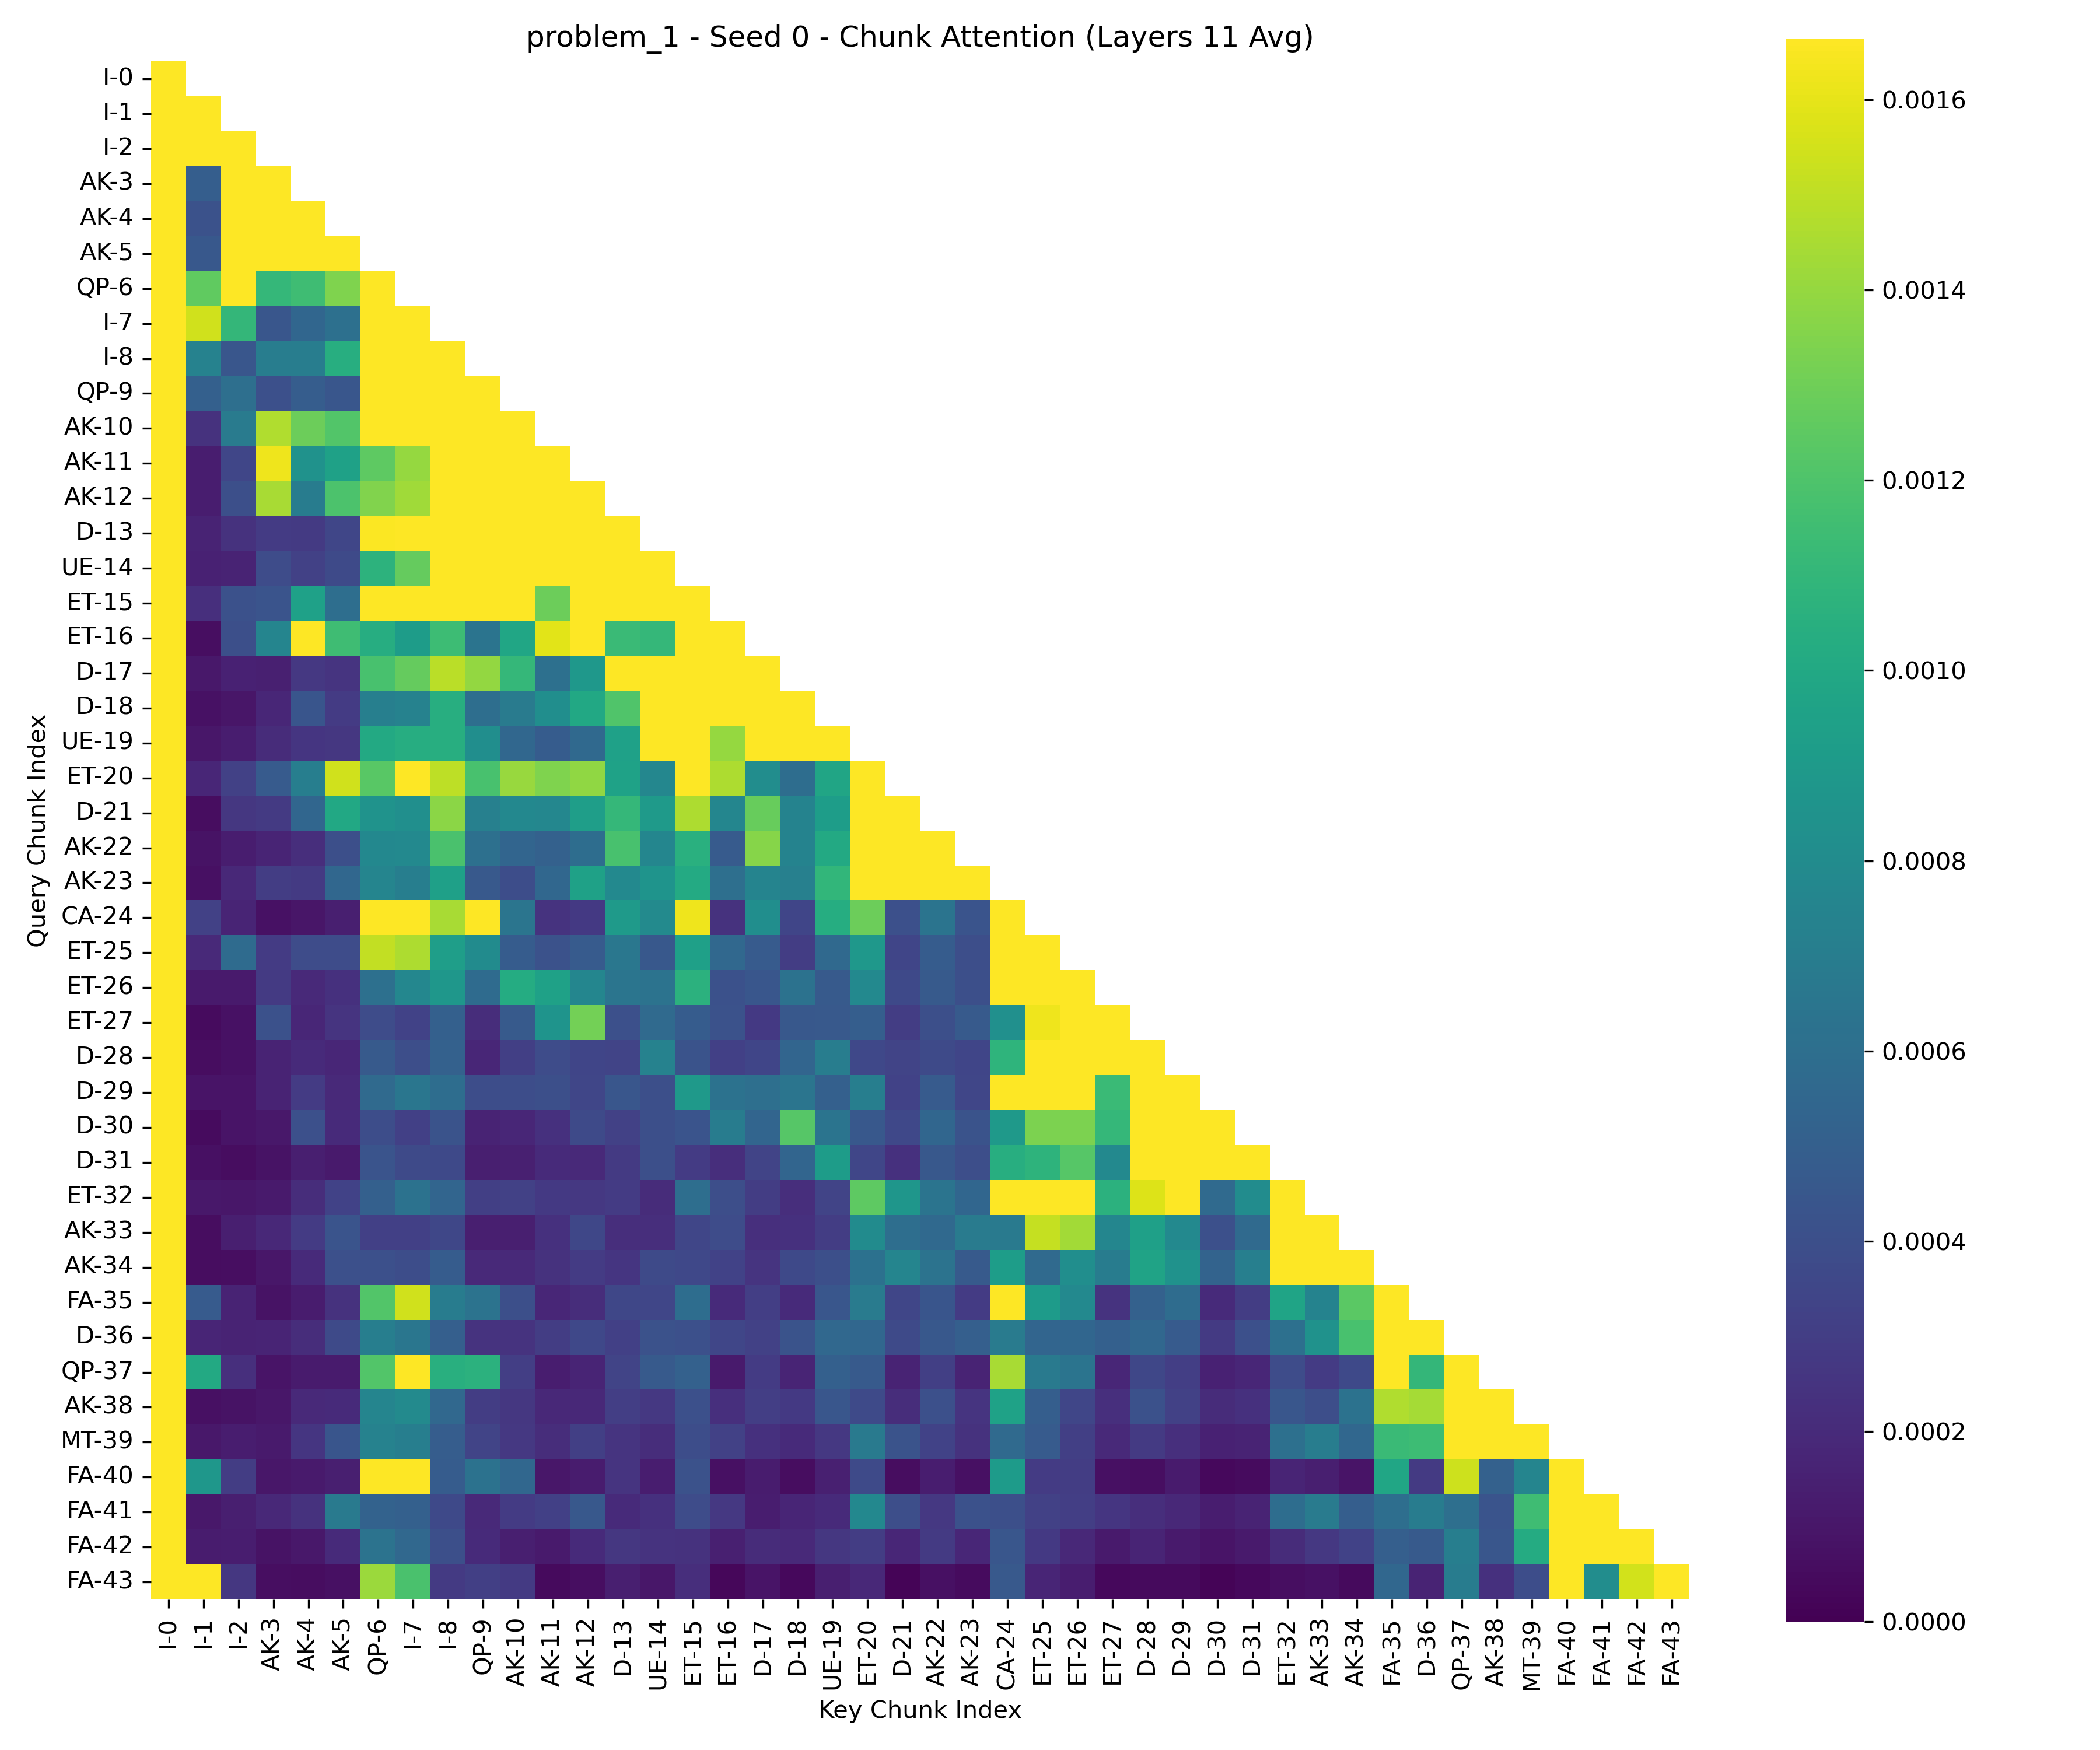 problem_1 - Seed 0 - Chunk Attention (Layers 11 Avg)
Query Chunk Index
I-0
I-1
I-2
AK-3
AK-4
AK-5
QP-6
I-7
I-8
QP-9
AK-10
AK-11
AK-12
D-13
UE-14
ET-15
ET-16
D-17
D-18
UE-19
ET-20
D-21
AK-22
AK-23
CA-24
ET-25
ET-26
ET-27
D-28
D-29
D-30
D-31
ET-32
AK-33
AK-34
FA-35
D-36
QP-37
AK-38
MT-39
FA-40
FA-41
FA-42
FA-43
I-0
I-1
I-2
AK-3
AK-4
AK-5
QP-6
I-7
I-8
QP-9
AK-10
AK-11
AK-12
D-13
UE-14
ET-15
ET-16
D-17
D-18
UE-19
ET-20
D-21
AK-22
AK-23
CA-24
ET-25
ET-26
ET-27
D-28
D-29
D-30
D-31
ET-32
AK-33
AK-34
FA-35
D-36
QP-37
AK-38
MT-39
FA-40
FA-41
FA-42
FA-43
Key Chunk Index
0.0016
0.0014
0.0012
0.0010
0.0008
0.0006
0.0004
0.0002
0.0000